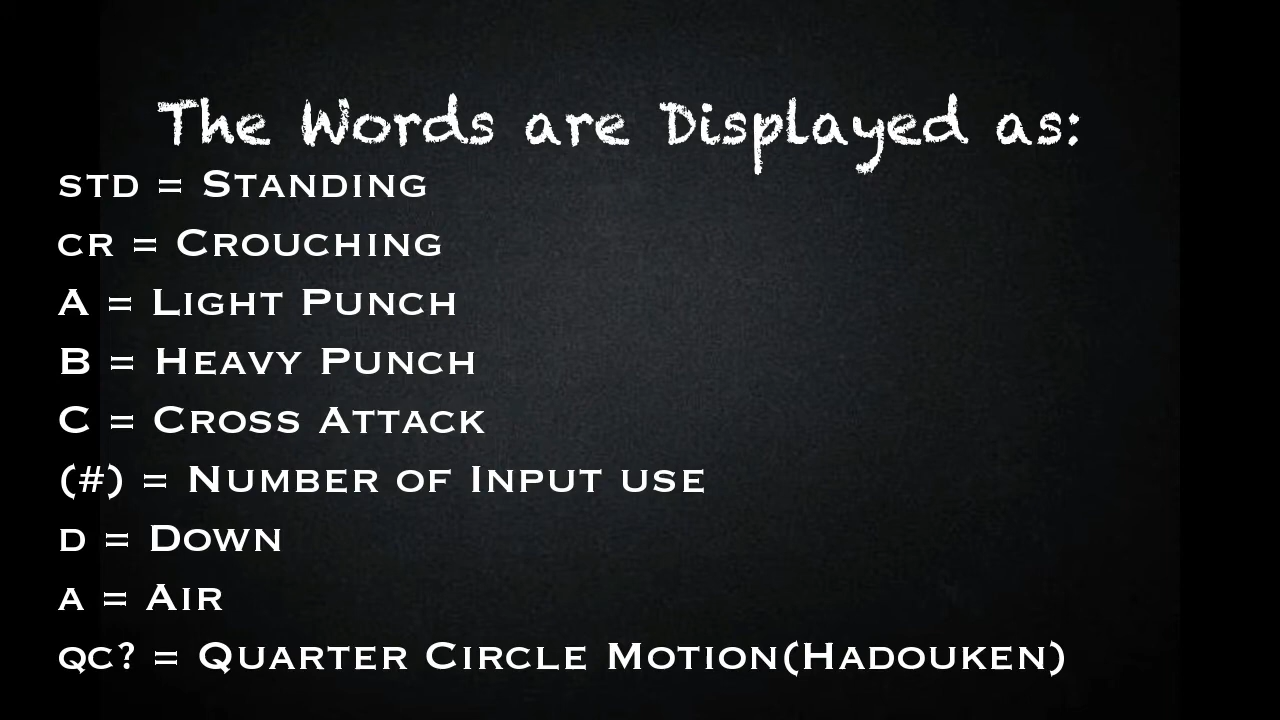 The Words are Displayed as:
std = Standing
cr = Crouching
A = Light Punch
B = Heavy Punch
C = Cross Attack
(#) = Number of Input use
d = Down
a = Air
qc? = Quarter Circle Motion(Hadouken)